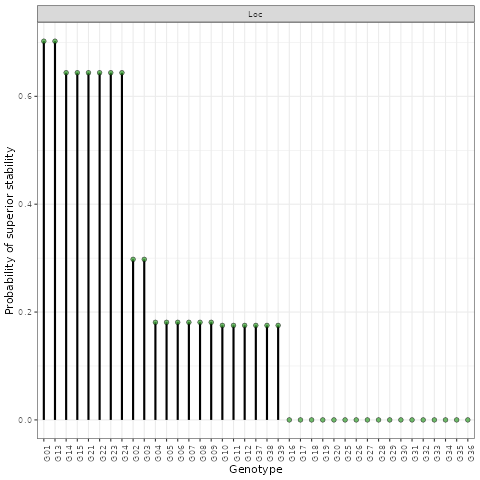 Loc
Probability of superior stability
0.6
0.4
0.2
0.0
G01 G13 G14 G15 G21 G22 G23 G24 G02 G03 G04 G05 G06 G07 G08 G09 G10 G11 G12 G37 G38 G39 G16 G17 G18 G19 G20 G25 G26 G27 G28 G29 G30 G31 G32 G33 G34 G35 G36
Genotype